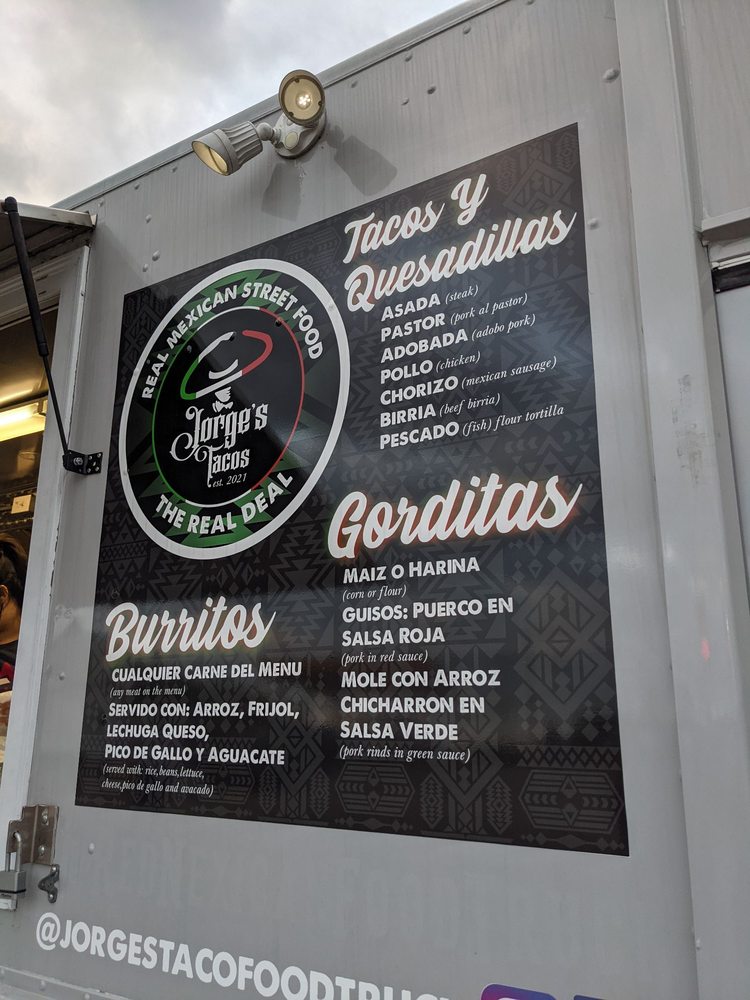 REAL MEXICAN STREET FOOD
Jorge's
Tacos
est. 2021
THE REAL DEAL
Tacos Y
Quesadillas
ASADA (steak)
PASTOR (pork al pastor)
ADOBADA (adobo pork)
POLLO (chicken)
CHORIZO (mexican sausage)
BIRRIA (beef birria)
PESCADO (fish) flour tortilla
Gorditas
MAIZ O HARINA
(corn or flour)
GUISOS: PUERCO EN
SALSA ROJA
(pork in red sauce)
MOLE CON ARROZ
CHICHARRON EN
SALSA VERDE
(pork rinds in green sauce)
Burritos
CUALQUIER CARNE DEL MENU
(any meat on the menu)
SERVIDO CON: ARROZ, FRIJOL,
LECHUGA QUESO,
PICO DE GALLO Y AGUACATE
(served with: rice,beans,lettuce,
cheese,pico de gallo and avacado)
@JORGESTACOFOODTRUCK